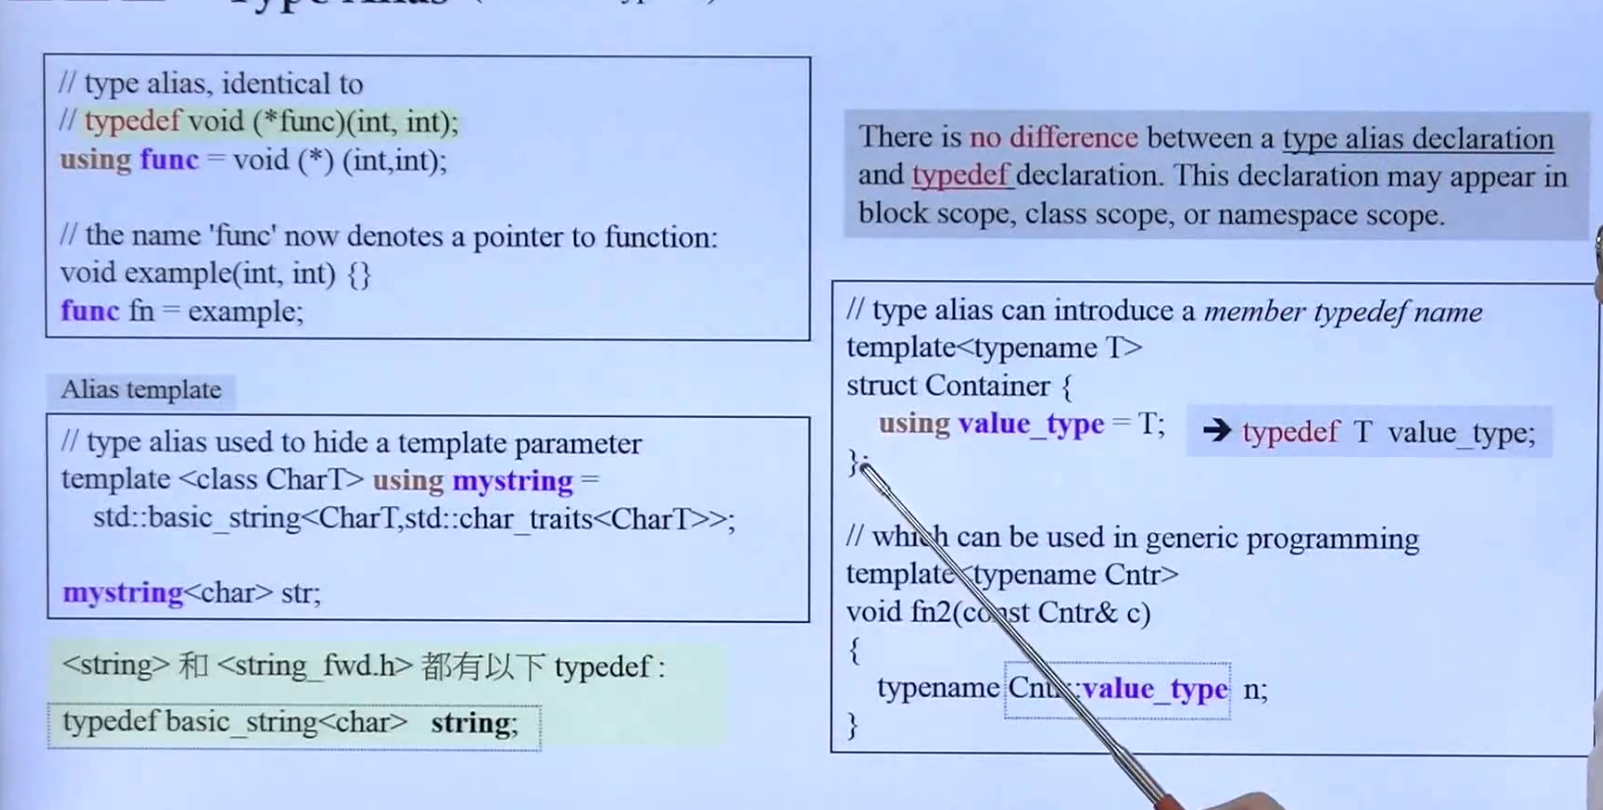 Type Alias
// type alias, identical to
// typedef void (*func)(int, int);
using func = void (*) (int,int);
// the name 'func' now denotes a pointer to function:
void example(int, int) {}
func fn = example;
Alias template
// type alias used to hide a template parameter
template <class CharT> using mystring =
std::basic_string<CharT,std::char_traits<CharT>>;
mystring<char> str;
<string> 和 <string_fwd.h> 都有以下 typedef :
typedef basic_string<char> string;
There is no difference between a type alias declaration
and typedef declaration. This declaration may appear in
block scope, class scope, or namespace scope.
// type alias can introduce a member typedef name
template<typename T>
struct Container {
using value_type = T; ➔ typedef T value_type;
};
// which can be used in generic programming
template<typename Cntr>
void fn2(const Cntr& c)
{
typename Cntr::value_type n;
}